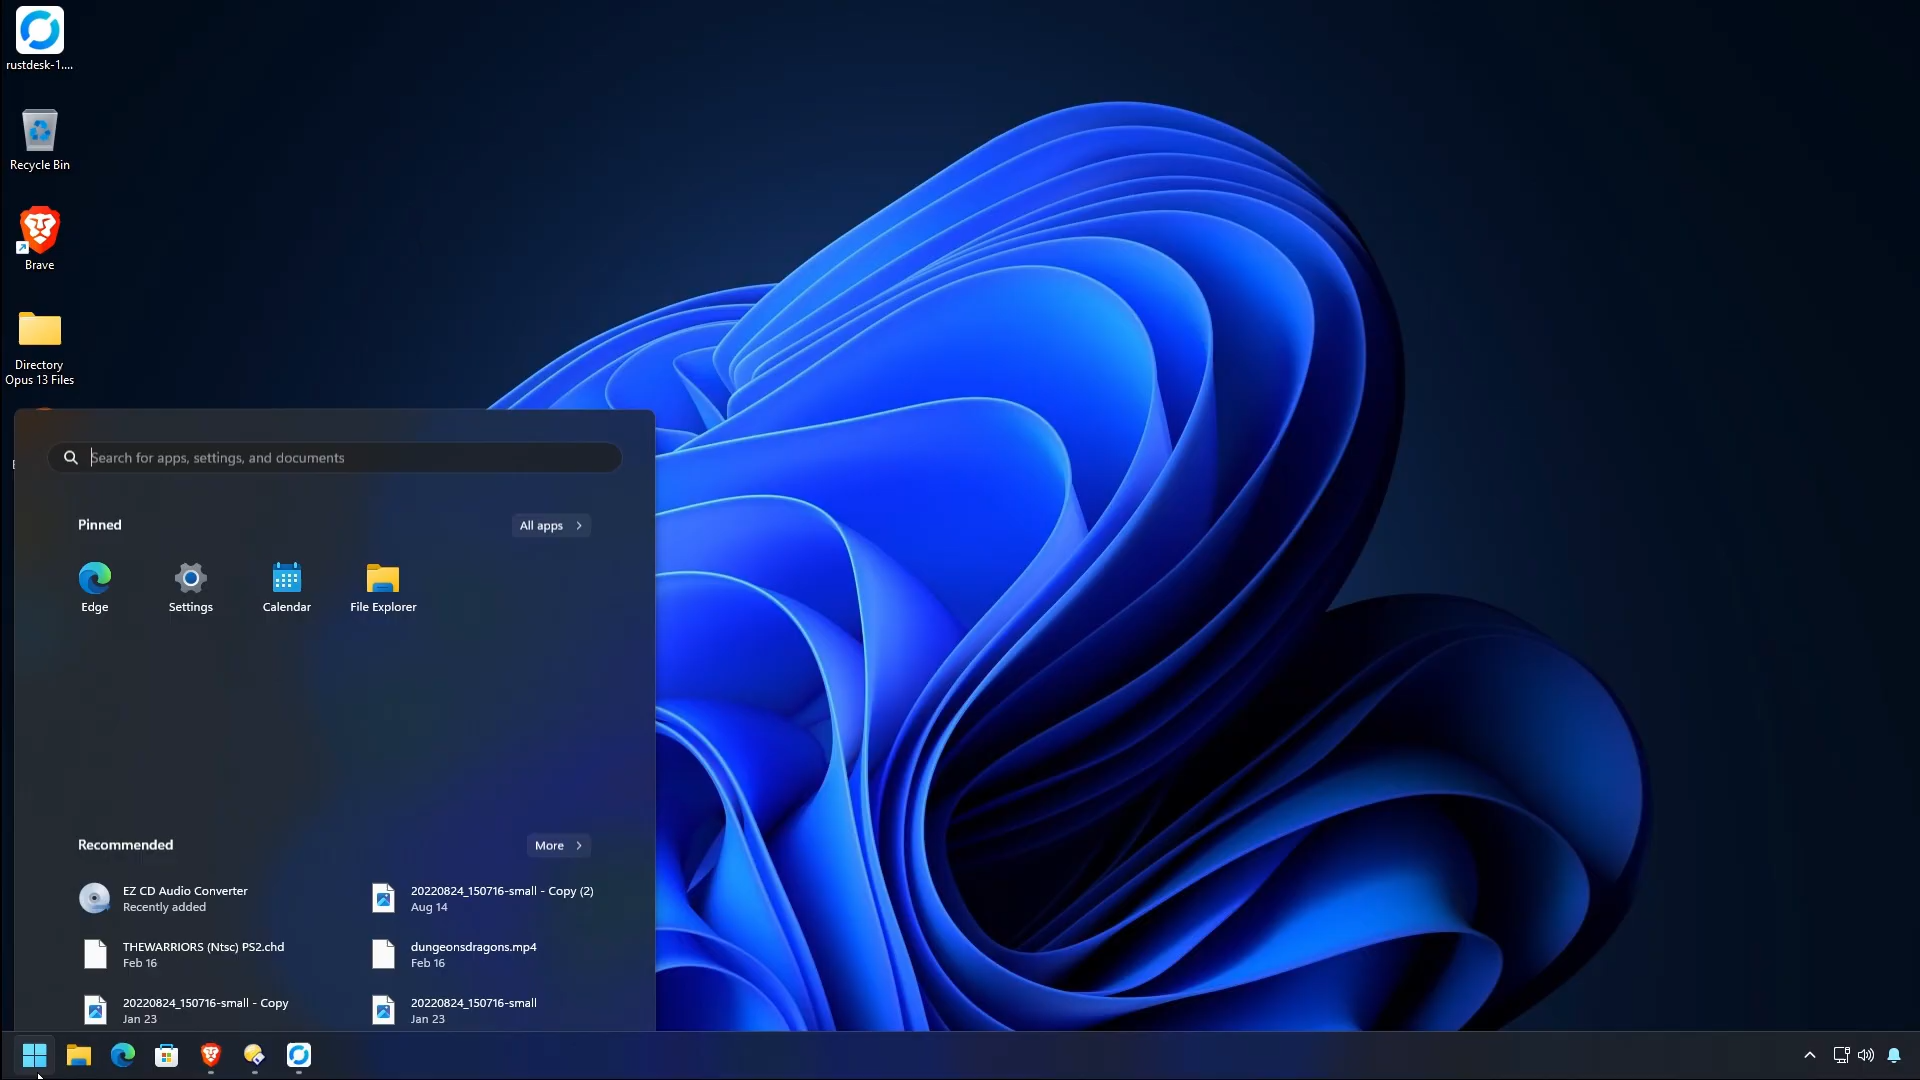 rustdesk-1....
Recycle Bin
Brave
Directory
Opus 13 Files
Search for apps, settings, and documents
Pinned
All apps
Edge
Settings
Calendar
File Explorer
Recommended
More
EZ CD Audio Converter
Recently added
20220824_150716-small - Copy (2)
Aug 14
THEWARRIORS (Ntsc) PS2.chd
Feb 16
dungeonsdragons.mp4
Feb 16
20220824_150716-small - Copy
Jan 23
20220824_150716-small
Jan 23